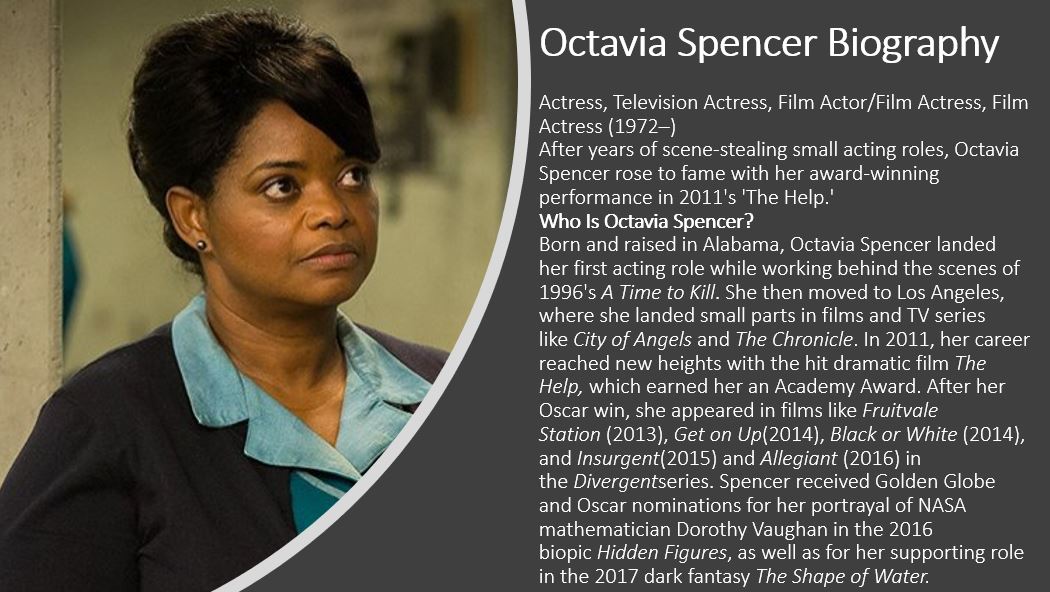 Octavia Spencer Biography
Actress, Television Actress, Film Actor/Film Actress, Film
Actress (1972–)
After years of scene-stealing small acting roles, Octavia
Spencer rose to fame with her award-winning
performance in 2011's 'The Help.'
Who Is Octavia Spencer?
Born and raised in Alabama, Octavia Spencer landed
her first acting role while working behind the scenes of
1996's A Time to Kill. She then moved to Los Angeles,
where she landed small parts in films and TV series
like City of Angels and The Chronicle. In 2011, her career
reached new heights with the hit dramatic film The
Help, which earned her an Academy Award. After her
Oscar win, she appeared in films like Fruitvale
Station (2013), Get on Up(2014), Black or White (2014),
and Insurgent(2015) and Allegiant (2016) in
the Divergentseries. Spencer received Golden Globe
and Oscar nominations for her portrayal of NASA
mathematician Dorothy Vaughan in the 2016
biopic Hidden Figures, as well as for her supporting role
in the 2017 dark fantasy The Shape of Water.